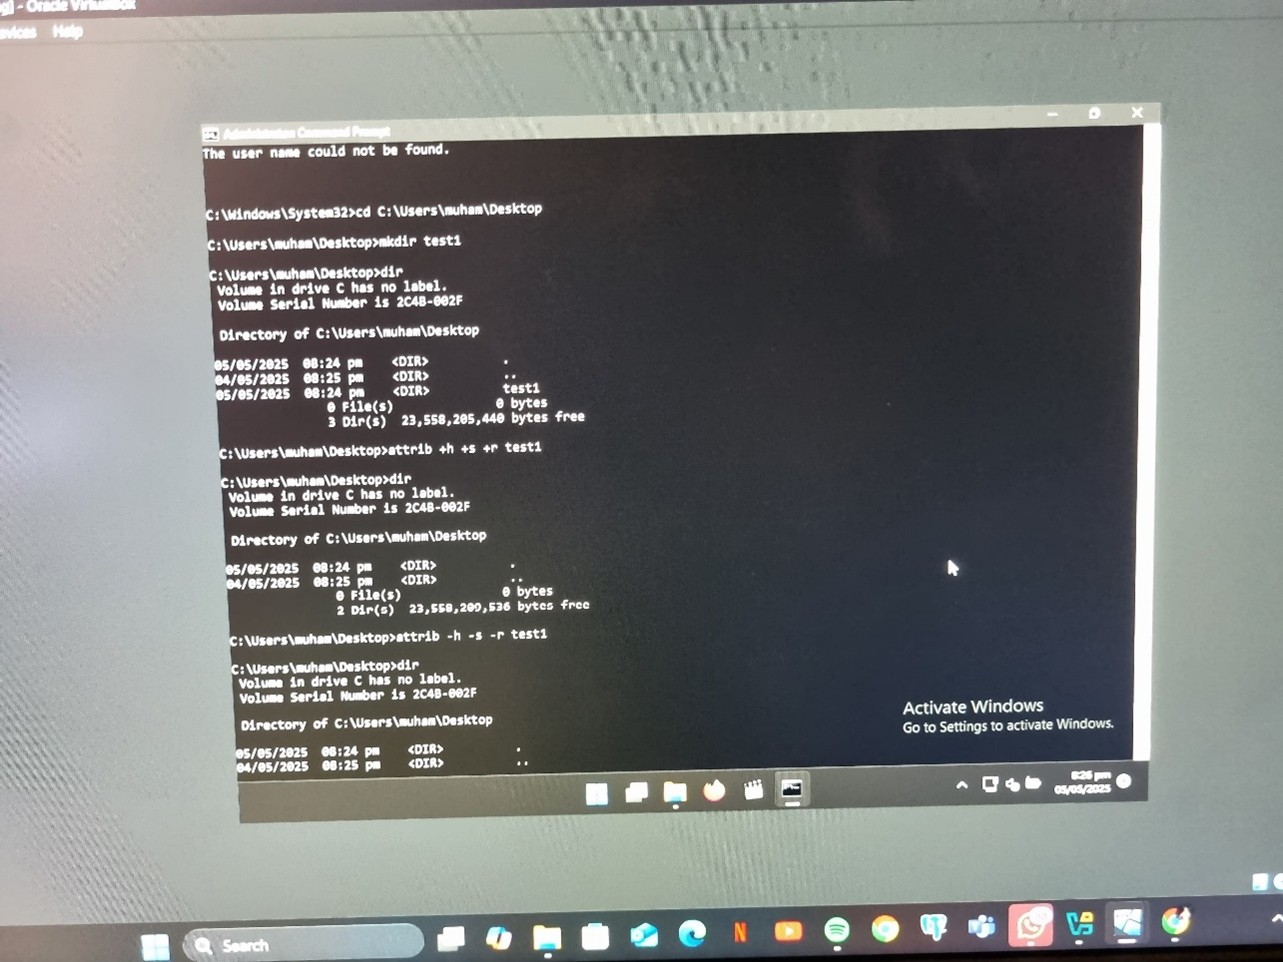 g] - Oracle VirtualBox
Help
Administrator: Command Prompt
The user name could not be found.
C:\Windows\System32>cd C:\Users\muham\Desktop
C:\Users\muham\Desktop>mkdir test1
C:\Users\muham\Desktop>dir
Volume in drive C has no label.
Volume Serial Number is 2C4B-002F
Directory of C:\Users\muham\Desktop
05/05/2025 08:24 pm <DIR> .
04/05/2025 08:25 pm <DIR> ..
05/05/2025 08:24 pm <DIR> test1
0 File(s) 0 bytes
3 Dir(s) 23,558,205,440 bytes free
C:\Users\muham\Desktop>attrib +h +s +r test1
C:\Users\muham\Desktop>dir
Volume in drive C has no label.
Volume Serial Number is 2C4B-002F
Directory of C:\Users\muham\Desktop
05/05/2025 08:24 pm <DIR> .
04/05/2025 08:25 pm <DIR> ..
0 File(s) 0 bytes
2 Dir(s) 23,558,209,536 bytes free
C:\Users\muham\Desktop>attrib -h -s -r test1
C:\Users\muham\Desktop>dir
Volume in drive C has no label.
Volume Serial Number is 2C4B-002F
Directory of C:\Users\muham\Desktop
05/05/2025 08:24 pm <DIR> .
04/05/2025 08:25 pm <DIR> ..
Activate Windows
Go to Settings to activate Windows.
8:26 pm
05/05/2025
Search